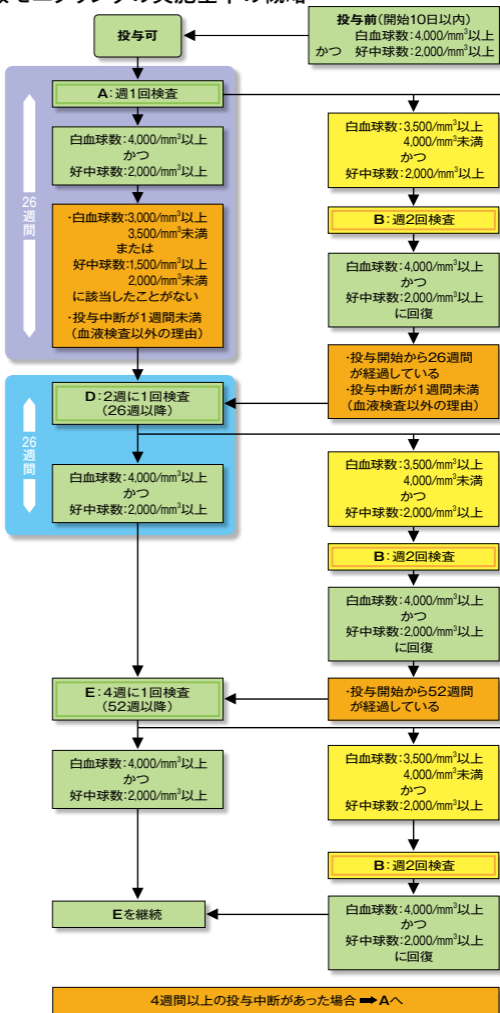 投与可
投与前(開始10日以内)
白血球数:4,000/mm³以上
かつ 好中球数:2,000/mm³以上
26週間
A:週1回検査
白血球数:4,000/mm³以上
かつ
好中球数:2,000/mm³以上
・白血球数:3,000/mm³以上
3,500/mm³未満
または
好中球数:1,500/mm³以上
2,000/mm³未満
に該当したことがない
・投与中断が1週間未満
(血液検査以外の理由)
白血球数:3,500/mm³以上
4,000/mm³未満
かつ
好中球数:2,000/mm³以上
B:週2回検査
白血球数:4,000/mm³以上
かつ
好中球数:2,000/mm³以上
に回復
・投与開始から26週間
が経過している
・投与中断が1週間未満
(血液検査以外の理由)
26週間
D:2週に1回検査
(26週以降)
白血球数:4,000/mm³以上
かつ
好中球数:2,000/mm³以上
白血球数:3,500/mm³以上
4,000/mm³未満
かつ
好中球数:2,000/mm³以上
B:週2回検査
白血球数:4,000/mm³以上
かつ
好中球数:2,000/mm³以上
に回復
・投与開始から52週間
が経過している
E:4週に1回検査
(52週以降)
白血球数:4,000/mm³以上
かつ
好中球数:2,000/mm³以上
白血球数:3,500/mm³以上
4,000/mm³未満
かつ
好中球数:2,000/mm³以上
B:週2回検査
白血球数:4,000/mm³以上
かつ
好中球数:2,000/mm³以上
に回復
Eを継続
4週間以上の投与中断があった場合➡Aへ